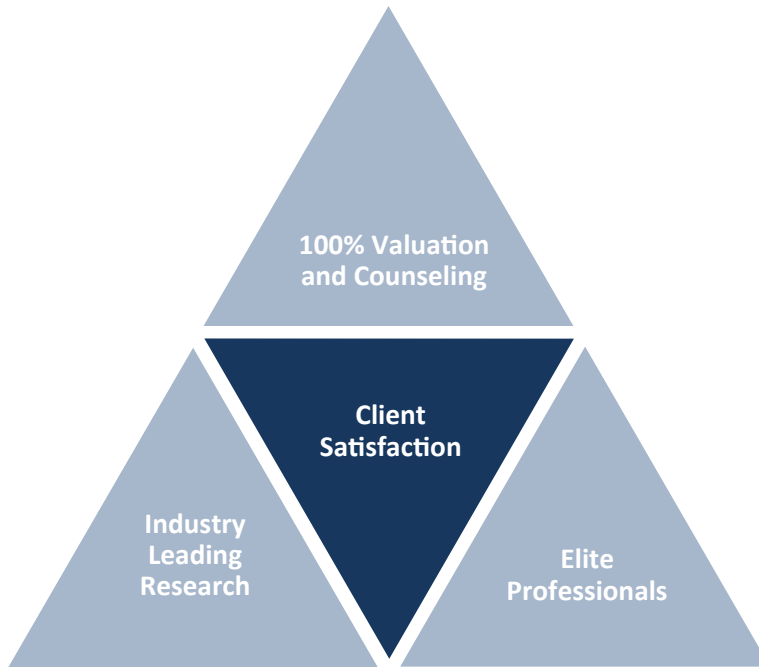 100% Valuation
and Counseling
Client
Satisfaction
Industry
Leading
Research
Elite
Professionals